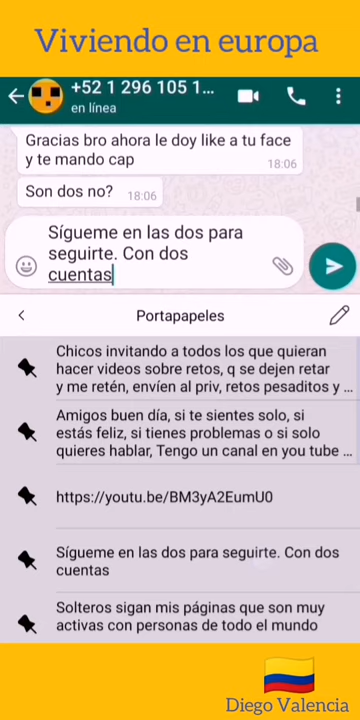 Viviendo en europa
+52 1 296 105 1...
en línea
Gracias bro ahora le doy like a tu face
y te mando cap
18:06
Son dos no?
18:06
Sígueme en las dos para
seguirte. Con dos
cuentas
Portapapeles
Chicos invitando a todos los que quieran
hacer videos sobre retos, q se dejen retar
y me retén, envíen al priv, retos pesaditos y ...
Amigos buen día, si te sientes solo, si
estás feliz, si tienes problemas o si solo
quieres hablar, Tengo un canal en you tube ...
https://youtu.be/BM3yA2EumU0
Sígueme en las dos para seguirte. Con dos
cuentas
Solteros sigan mis páginas que son muy
activas con personas de todo el mundo
Diego Valencia